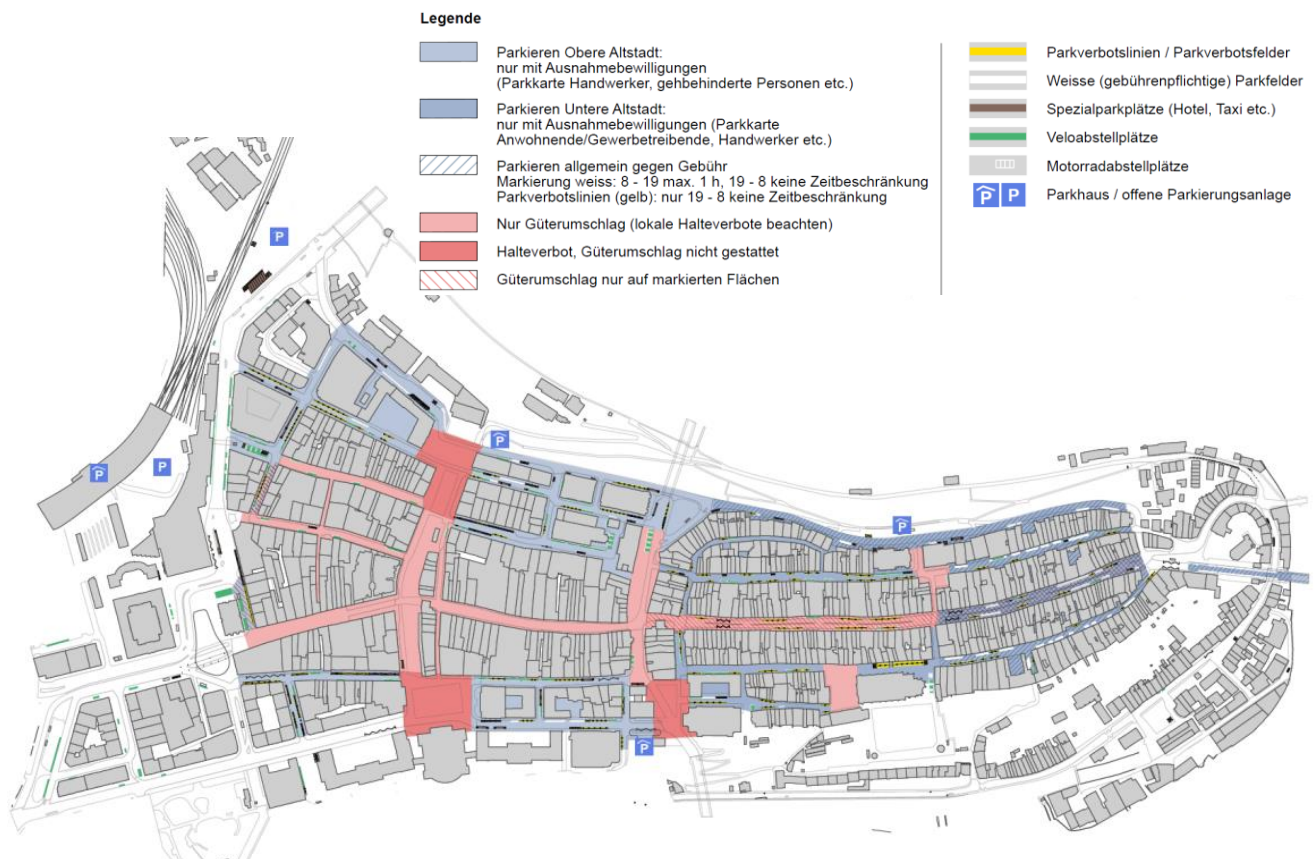 Legende
Parkieren Obere Altstadt:
nur mit Ausnahmebewilligungen
(Parkkarte Handwerker, gehbehinderte Personen etc.)
Parkieren Untere Altstadt:
nur mit Ausnahmebewilligungen (Parkkarte
Anwohnende/Gewerbetreibende, Handwerker etc.)
Parkieren allgemein gegen Gebühr
Markierung weiss: 8 - 19 max. 1 h, 19 - 8 keine Zeitbeschränkung
Parkverbotslinien (gelb): nur 19 - 8 keine Zeitbeschränkung
Nur Güterumschlag (lokale Halteverbote beachten)
Halteverbot, Güterumschlag nicht gestattet
Güterumschlag nur auf markierten Flächen
Parkverbotslinien / Parkverbotsfelder
Weisse (gebührenpflichtige) Parkfelder
Spezialparkplätze (Hotel, Taxi etc.)
Veloabstellplätze
Motorradabstellplätze
P P Parkhaus / offene Parkierungsanlage
P
P
P
P
P
P